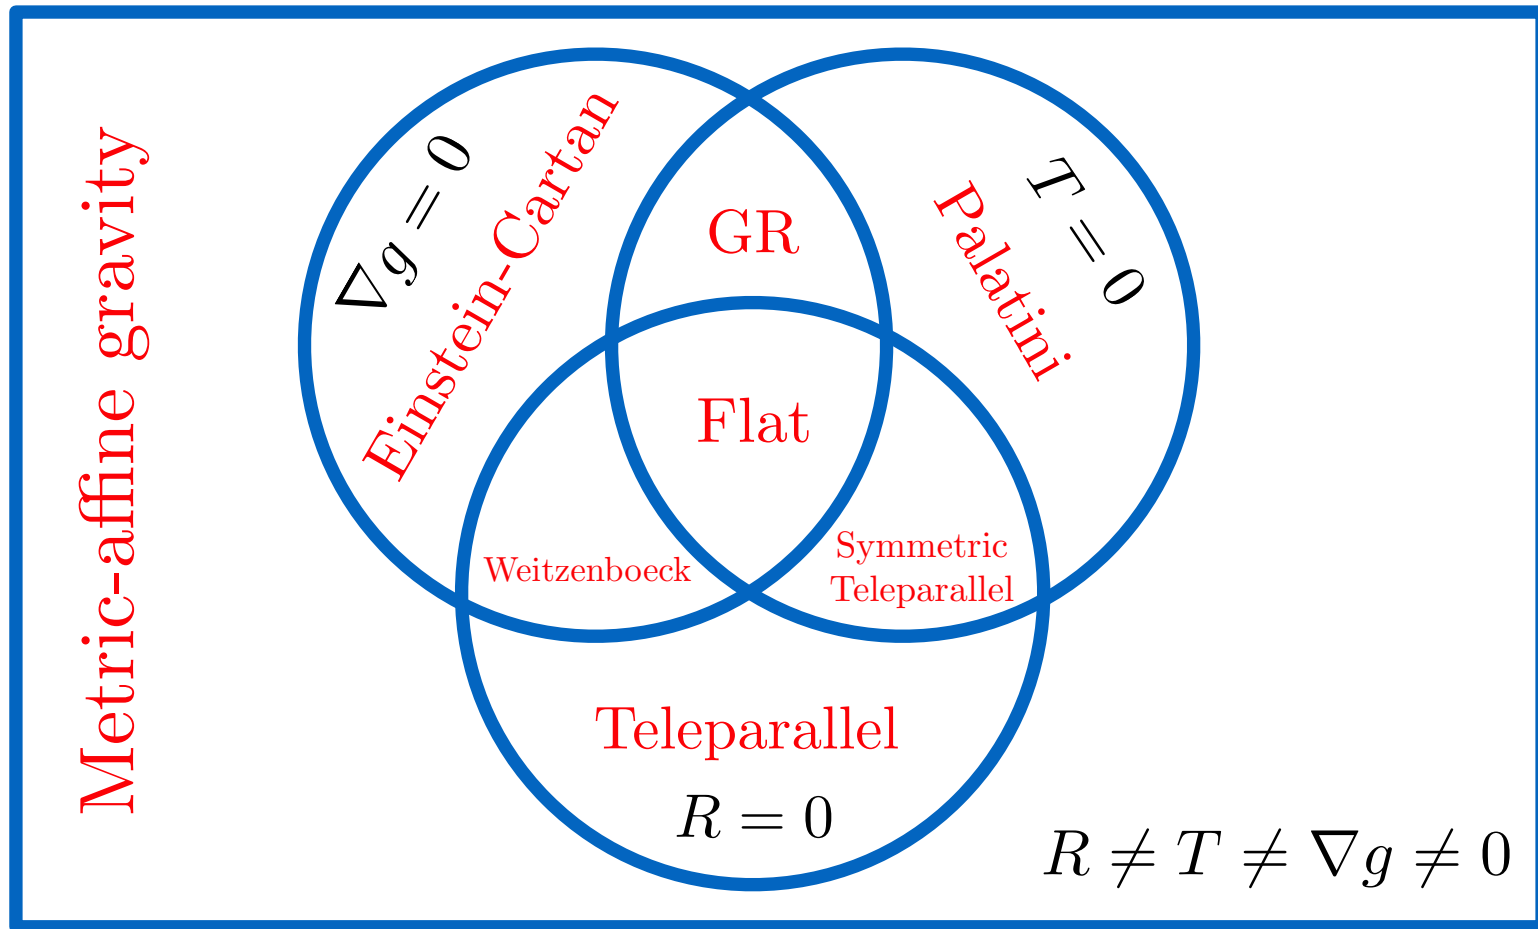 Metric-affine gravity
∇g = 0
Einstein-Cartan
GR
T = 0
Palatini
Flat
Weitzenboeck
Symmetric
Teleparallel
Teleparallel
R = 0
R ≠ T ≠ ∇g ≠ 0